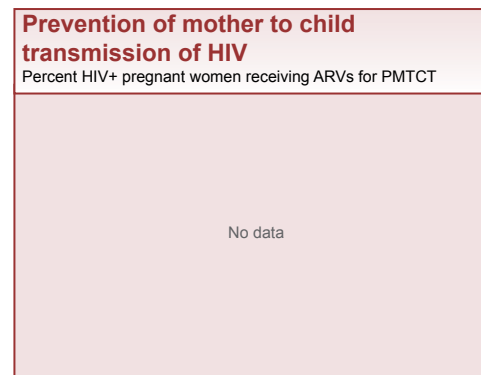 Prevention of mother to child
transmission of HIV
Percent HIV+ pregnant women receiving ARVs for PMTCT
No data